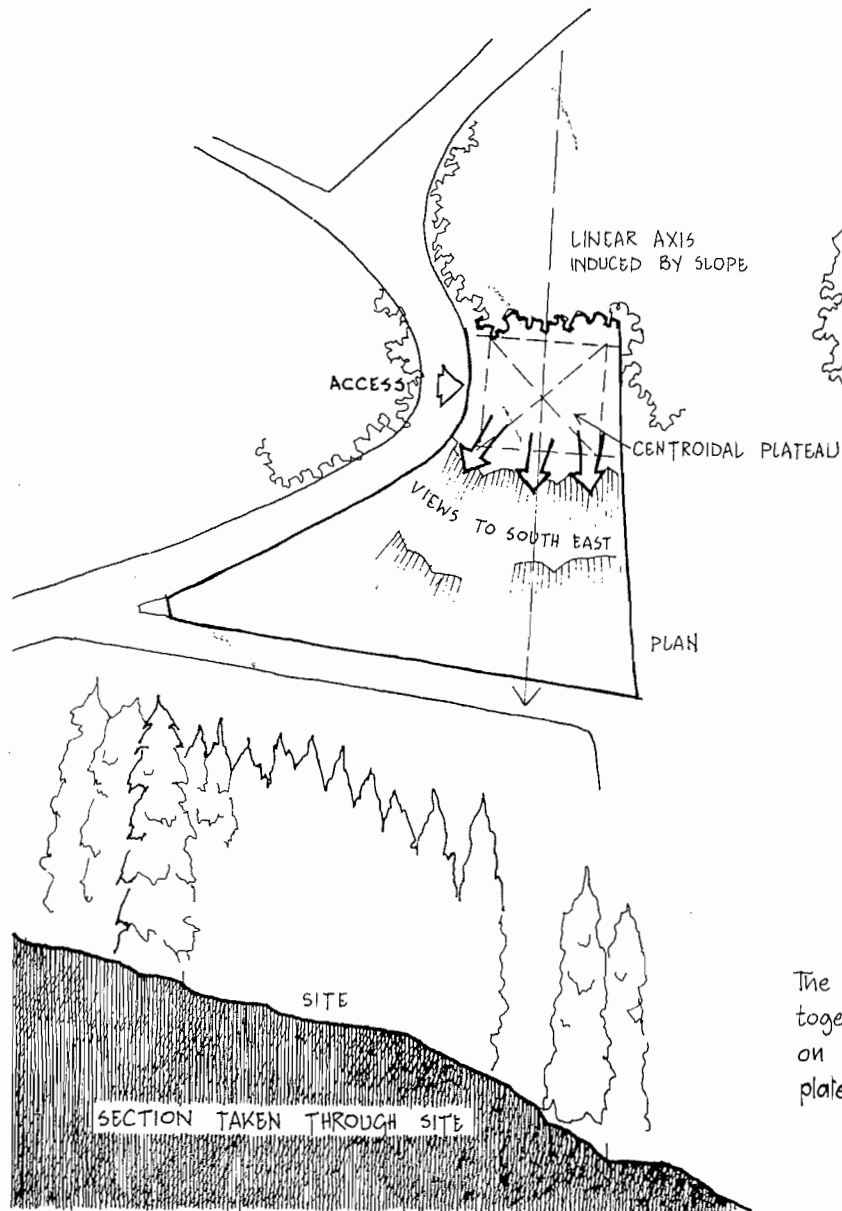 LINEAR AXIS
INDUCED BY SLOPE
ACCESS
CENTROIDAL PLATEAU
VIEWS TO SOUTH EAST
PLAN
SITE
SECTION TAKEN THROUGH SITE
The
toge
on
plate